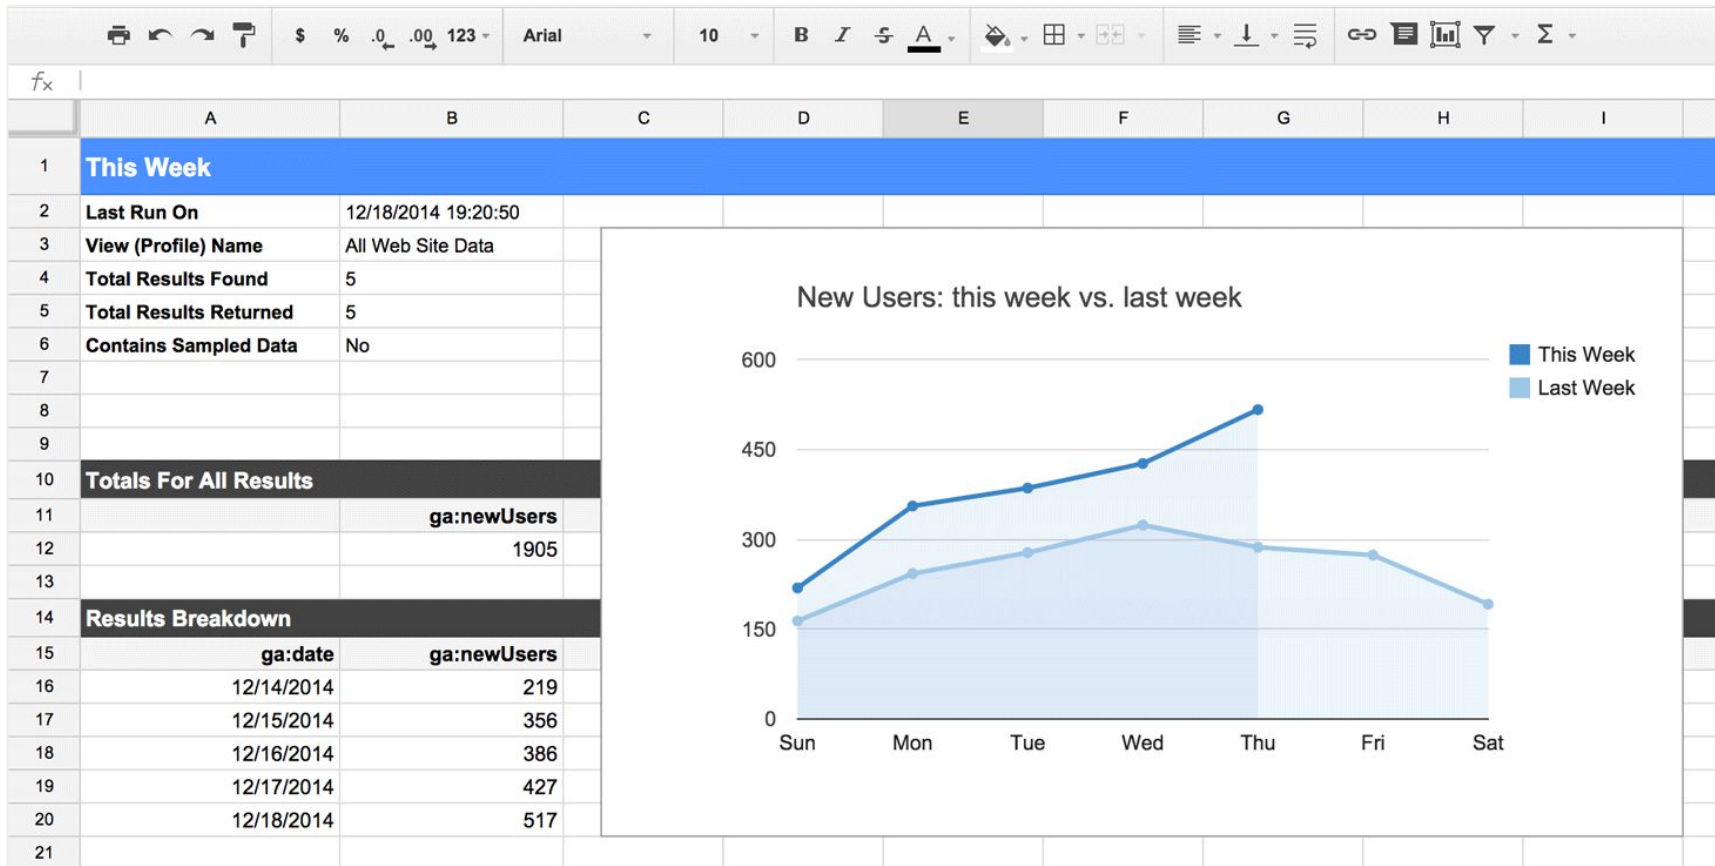 $ % .0 .00 123 Arial 10 B I S A Σ
fx
A B C D E F G H I
1 This Week
2 Last Run On 12/18/2014 19:20:50
3 View (Profile) Name All Web Site Data
4 Total Results Found 5
5 Total Results Returned 5
6 Contains Sampled Data No
7
8
9
10 Totals For All Results
11 ga:newUsers
12 1905
13
14 Results Breakdown
15 ga:date ga:newUsers
16 12/14/2014 219
17 12/15/2014 356
18 12/16/2014 386
19 12/17/2014 427
20 12/18/2014 517
21
New Users: this week vs. last week
This Week
Last Week
600
450
300
150
0
Sun Mon Tue Wed Thu Fri Sat